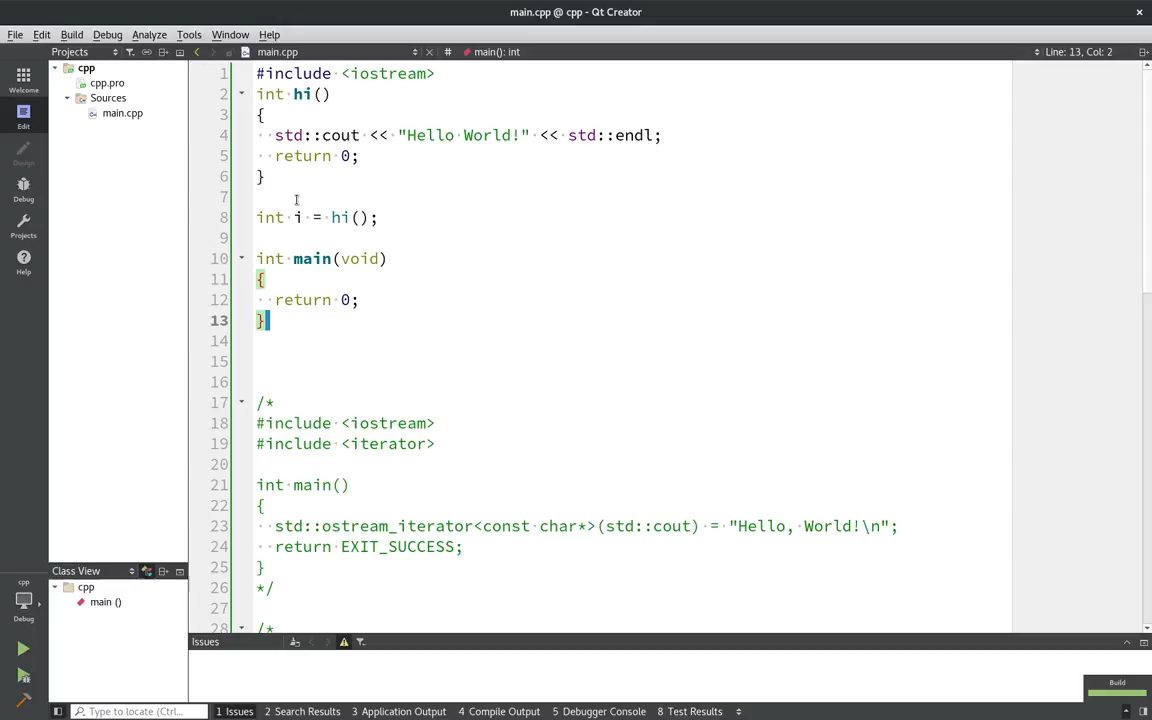 main.cpp @ cpp - Qt Creator
File Edit Build Debug Analyze Tools Window Help
Projects
main.cpp
#
main(): int
Line: 13, Col: 2
Welcome
Edit
Design
Debug
Projects
Help
cpp
Debug
cpp
cpp.pro
Sources
main.cpp
Class View
cpp
main ()
1 #include <iostream>
2 int hi()
3 {
4 std::cout << "Hello World!" << std::endl;
5 return 0;
6 }
7
8 int i = hi();
9
10 int main(void)
11 {
12 return 0;
13 }
14
15
16
17 /*
18 #include <iostream>
19 #include <iterator>
20
21 int main()
22 {
23 std::ostream_iterator<const char*>(std::cout) = "Hello, World!\n";
24 return EXIT_SUCCESS;
25 }
26 */
27
28 /*
Issues
Build
Type to locate (Ctrl...
1 Issues 2 Search Results 3 Application Output 4 Compile Output 5 Debugger Console 8 Test Results